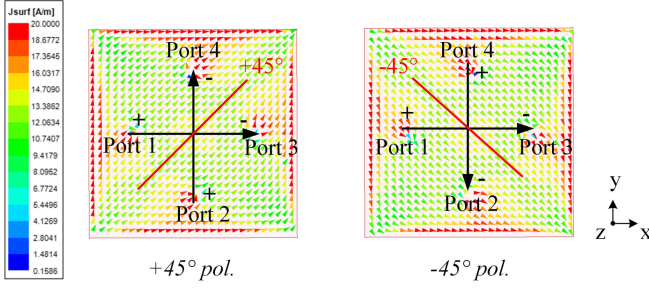 Jsurf [A/m]
20.0000
18.6772
17.3545
16.0317
14.7090
13.3862
12.0634
10.7407
9.4179
8.0952
6.7724
5.4497
4.1269
2.8041
1.4814
0.1586
Port 4
+45°
-
+
-
Port 1
Port 3
+
Port 2
+45° pol.
Port 4
-45°
+
+
-
Port 1
Port 3
-
Port 2
-45° pol.
y
z
x